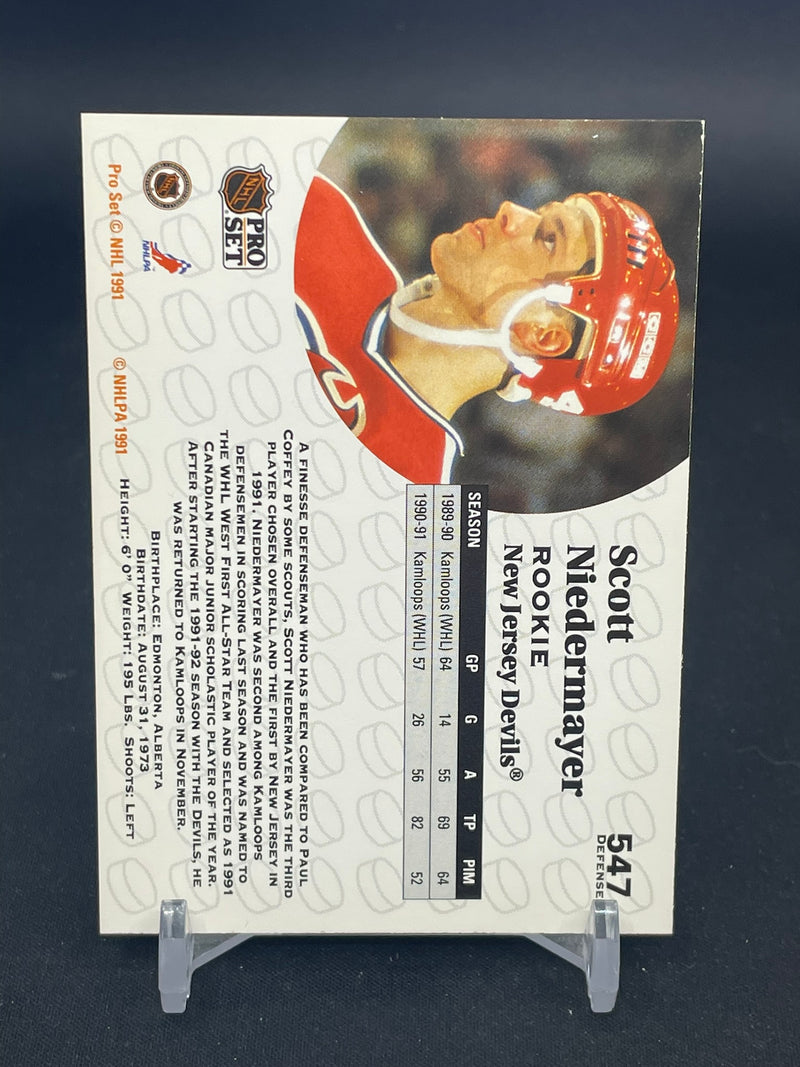 547
DEFENSE
Scott
Niedermayer
ROOKIE
New Jersey Devils®
SEASON GP G A TP PIM
1989-90 Kamloops (WHL) 64 14 55 69 64
1990-91 Kamloops (WHL) 57 26 56 82 52
A FINESSE DEFENSEMAN WHO HAS BEEN COMPARED TO PAUL
COFFEY BY SOME SCOUTS, SCOTT NIEDERMAYER WAS THE THIRD
PLAYER CHOSEN OVERALL AND THE FIRST BY NEW JERSEY IN
1991. NIEDERMAYER WAS SECOND AMONG KAMLOOPS
DEFENSEMEN IN SCORING LAST SEASON AND WAS NAMED TO
THE WHL WEST FIRST ALL-STAR TEAM AND SELECTED AS 1991
CANADIAN MAJOR JUNIOR SCHOLASTIC PLAYER OF THE YEAR.
AFTER STARTING THE 1991-92 SEASON WITH THE DEVILS, HE
WAS RETURNED TO KAMLOOPS IN NOVEMBER.
BIRTHPLACE: EDMONTON, ALBERTA
BIRTHDATE: AUGUST 31, 1973
HEIGHT: 6' 0" WEIGHT: 195 LBS. SHOOTS: LEFT
CCM
NHL
PRO
SET
NHL
NHLPA
Pro Set © NHL 1991
© NHLPA 1991